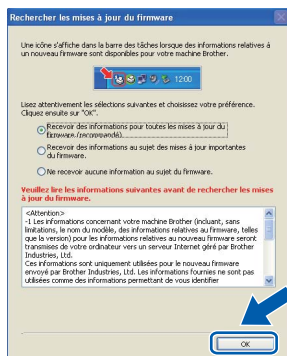 Rechercher les mises à jour du firmware
Une icône s'affiche dans la barre des tâches lorsque des informations relatives à
un nouveau firmware sont disponibles pour votre machine Brother.
12:00
Lisez attentivement les sélections suivantes et choisissez votre préférence.
Cliquez ensuite sur "OK".
Recevoir des informations pour toutes les mises à jour du
firmware.(recommandé)
Recevoir des informations au sujet des mises à jour importantes
du firmware.
Ne recevoir aucune information au sujet du firmware.
Veuillez lire les informations suivantes avant de rechercher les mises
à jour du firmware.
<Attention>
-1 Les informations concernant votre machine Brother (incluant, sans
limitations, le nom du modèle, des informations relatives au firmware, telles
que la version) pour les informations relatives au nouveau firmware seront
transmises de votre ordinateur vers un serveur Internet géré par Brother
Industries, Ltd.
Ces informations sont uniquement utilisées pour le nouveau firmware
envoyé par Brother Industries, Ltd. Les informations fournies ne sont pas
utilisées comme des informations permettant de vous identifier
OK